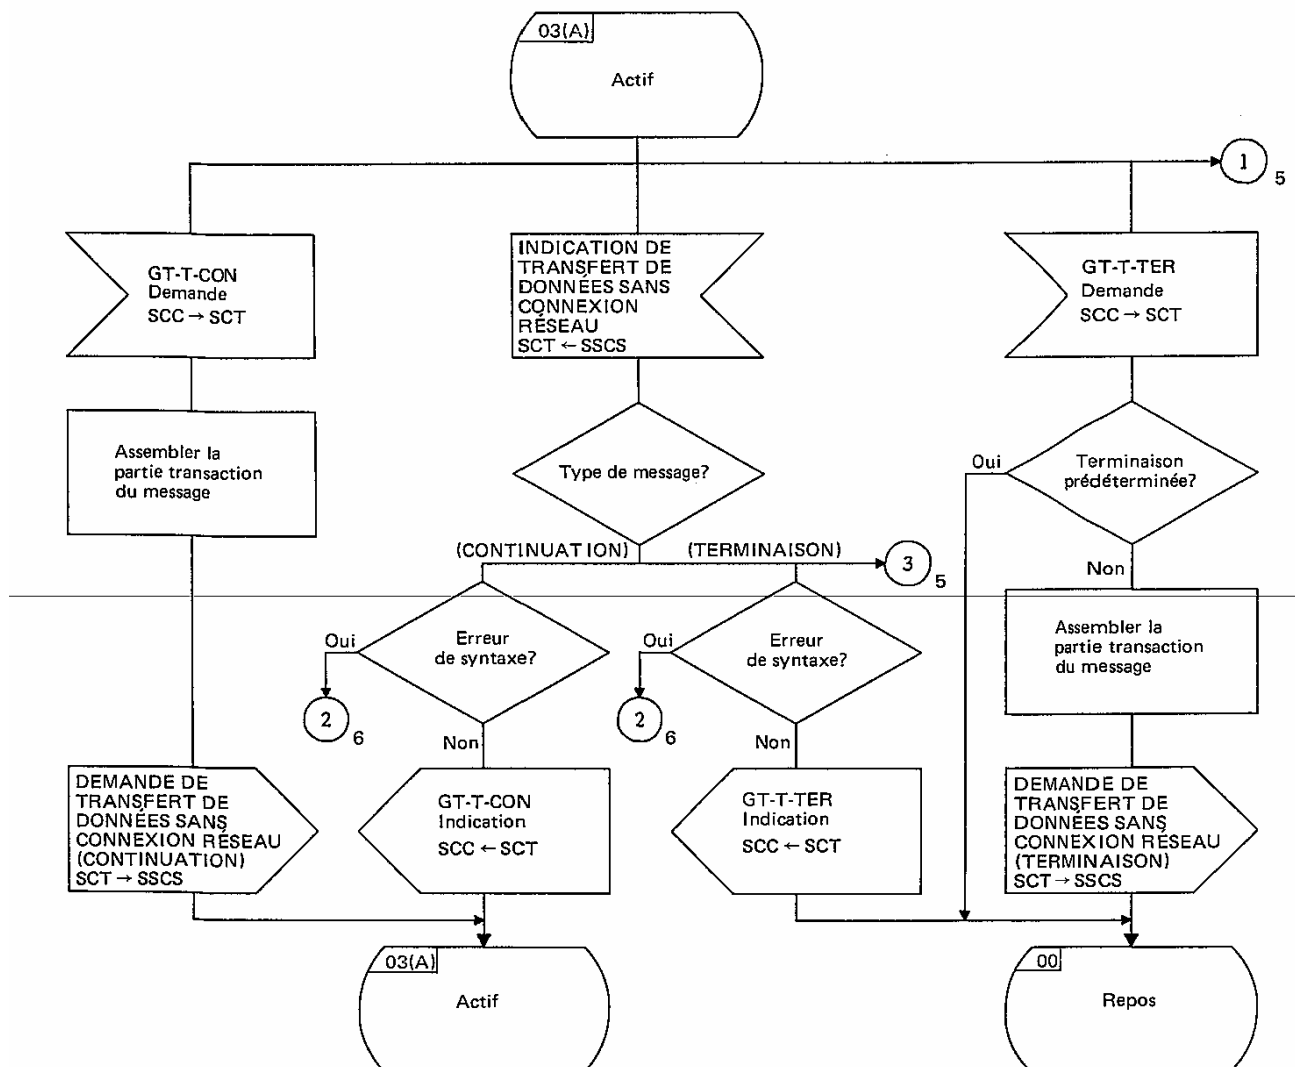 03(A)
Actif
1
5
GT-T-CON
Demande
SCC → SCT
INDICATION DE
TRANSFERT DE
DONNÉES SANS
CONNEXION
RÉSEAU
SCT ← SSCS
GT-T-TER
Demande
SCC → SCT
Assembler la
partie transaction
du message
Type de message?
Oui
Terminaison
prédéterminée?
(CONTINUATION)
(TERMINAISON)
3
5
Non
Oui
Erreur
de syntaxe?
2
6
Non
Oui
Erreur
de syntaxe?
2
6
Non
Assembler la
partie transaction
du message
DEMANDE DE
TRANSFERT DE
DONNÉES SANS
CONNEXION RÉSEAU
(CONTINUATION)
SCT → SSCS
GT-T-CON
Indication
SCC ← SCT
GT-T-TER
Indication
SCC ← SCT
DEMANDE DE
TRANSFERT DE
DONNÉES SANS
CONNEXION RÉSEAU
(TERMINAISON)
SCT → SSCS
03(A)
Actif
00
Repos